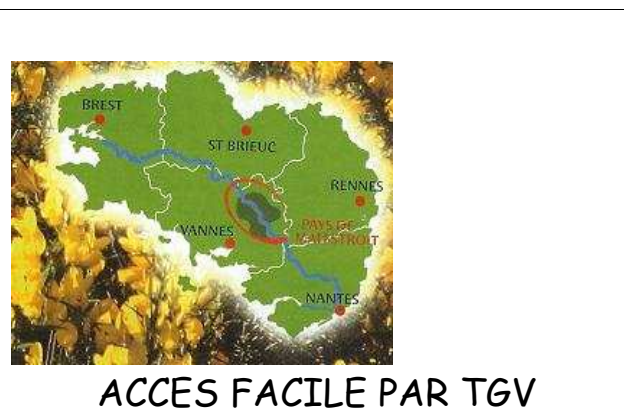 BREST
ST BRIEUC
RENNES
PAYS DE
MALESTROIT
VANNES
NANTES
ACCES FACILE PAR TGV